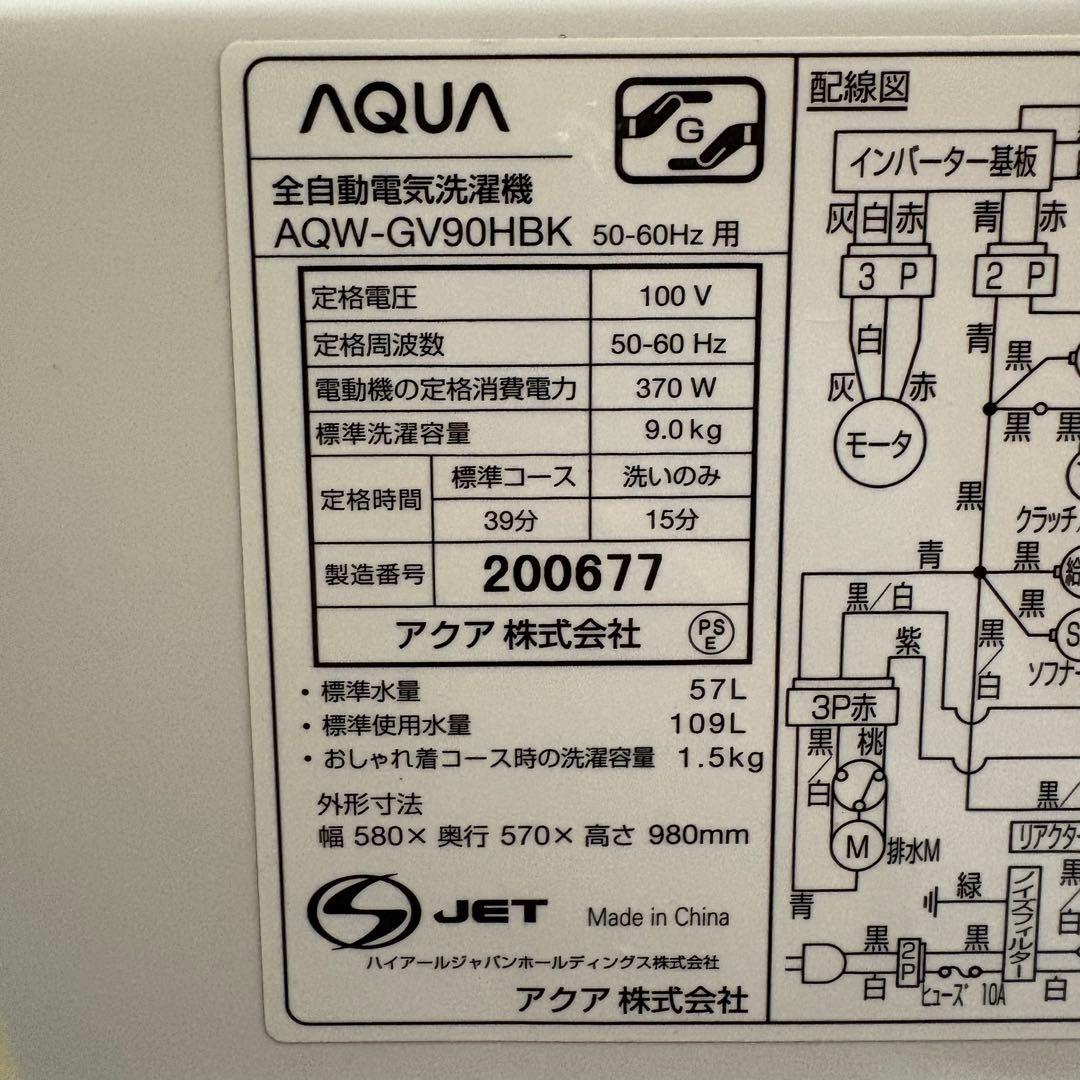 AQUA
G
全自動電気洗濯機
AQW-GV90HBK 50-60Hz 用
定格電圧 100 V
定格周波数 50-60 Hz
電動機の定格消費電力 370 W
標準洗濯容量 9.0 kg
定格時間 標準コース 洗いのみ
39分 15分
製造番号 200677
アクア 株式会社 PSE
・標準水量 57L
・標準使用水量 109L
・おしゃれ着コース時の洗濯容量 1.5kg
外形寸法
幅 580× 奥行 570× 高さ 980mm
JET Made in China
ハイアールジャパンホールディングス株式会社
アクア 株式会社
配線図
インバーター基板
灰 白 赤 青 赤
3 P 2 P
白 青 黒
灰 赤
黒 黒
モータ
黒
クラッチ
青 黒
給
黒/白 黒
紫 黒/白 S
ソフナー
3P赤
黒/白 桃
黒/
リアクター
M 排水M
青 緑 ノイズフィルター 黒/白
黒 2P 黒
白 ヒューズ 10A 白